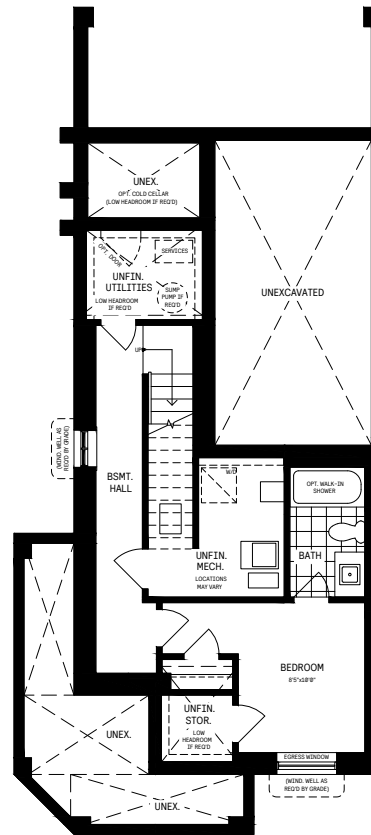 UNEX.
OPT. COLD CELLAR
(LOW HEADROOM IF REQ'D)
OPT. DOOR
SERVICES
UNFIN.
UTILITIES
LOW HEADROOM
IF REQ'D
SUMP
PUMP IF
REQ'D
UNEXCAVATED
UP
(WIND. WELL AS
REQ'D BY GRADE)
BSMT.
HALL
W/D
OPT. WALK-IN
SHOWER
UNFIN.
MECH.
LOCATIONS
MAY VARY
BATH
BEDROOM
8'5"x10'0"
UNFIN.
STOR.
LOW
HEADROOM
IF REQ'D
UNEX.
EGRESS WINDOW
(WIND. WELL AS
REQ'D BY GRADE)
UNEX.